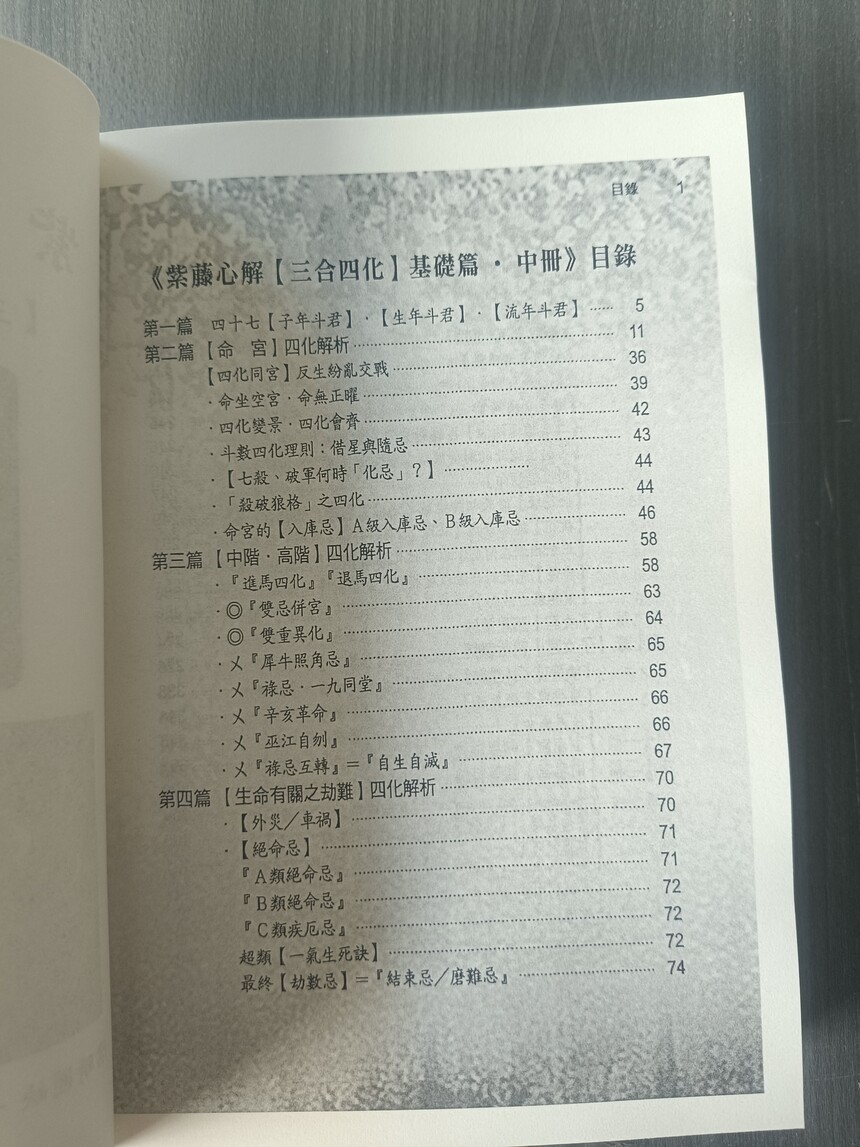 目錄 1
《紫藤心解【三合四化】基礎篇・中冊》目錄
第一篇 四十七【子年斗君】・【生年斗君】・【流年斗君】…… 5
第二篇【命 宮】四化解析 …… 11
【四化同宮】反生紛亂交戰 …… 36
・命坐空宮・命無正曜 …… 39
・四化變景・四化會齊 …… 42
・斗數四化理則：借星與隨忌 …… 43
・【七殺、破軍何時「化忌」？】 …… 44
・「殺破狼格」之四化 …… 44
・命宮的【入庫忌】A級入庫忌、B級入庫忌 …… 46
第三篇【中階・高階】四化解析 …… 58
・『進馬四化』『退馬四化』 …… 58
・◎『雙忌併宮』 …… 63
・◎『雙重異化』 …… 64
・㐅『犀牛照角忌』 …… 65
・㐅『祿忌・一九同堂』 …… 65
・㐅『辛亥革命』 …… 66
・㐅『巫江自刎』 …… 66
・㐅『祿忌互轉』＝『自生自滅』 …… 67
第四篇【生命有關之劫難】四化解析 …… 70
・【外災／車禍】 …… 70
・【絕命忌】 …… 71
『A類絕命忌』 …… 71
『B類絕命忌』 …… 72
『C類疾厄忌』 …… 72
超類【一氣生死訣】 …… 72
最終【劫數忌】＝『結束忌／磨難忌』 …… 74